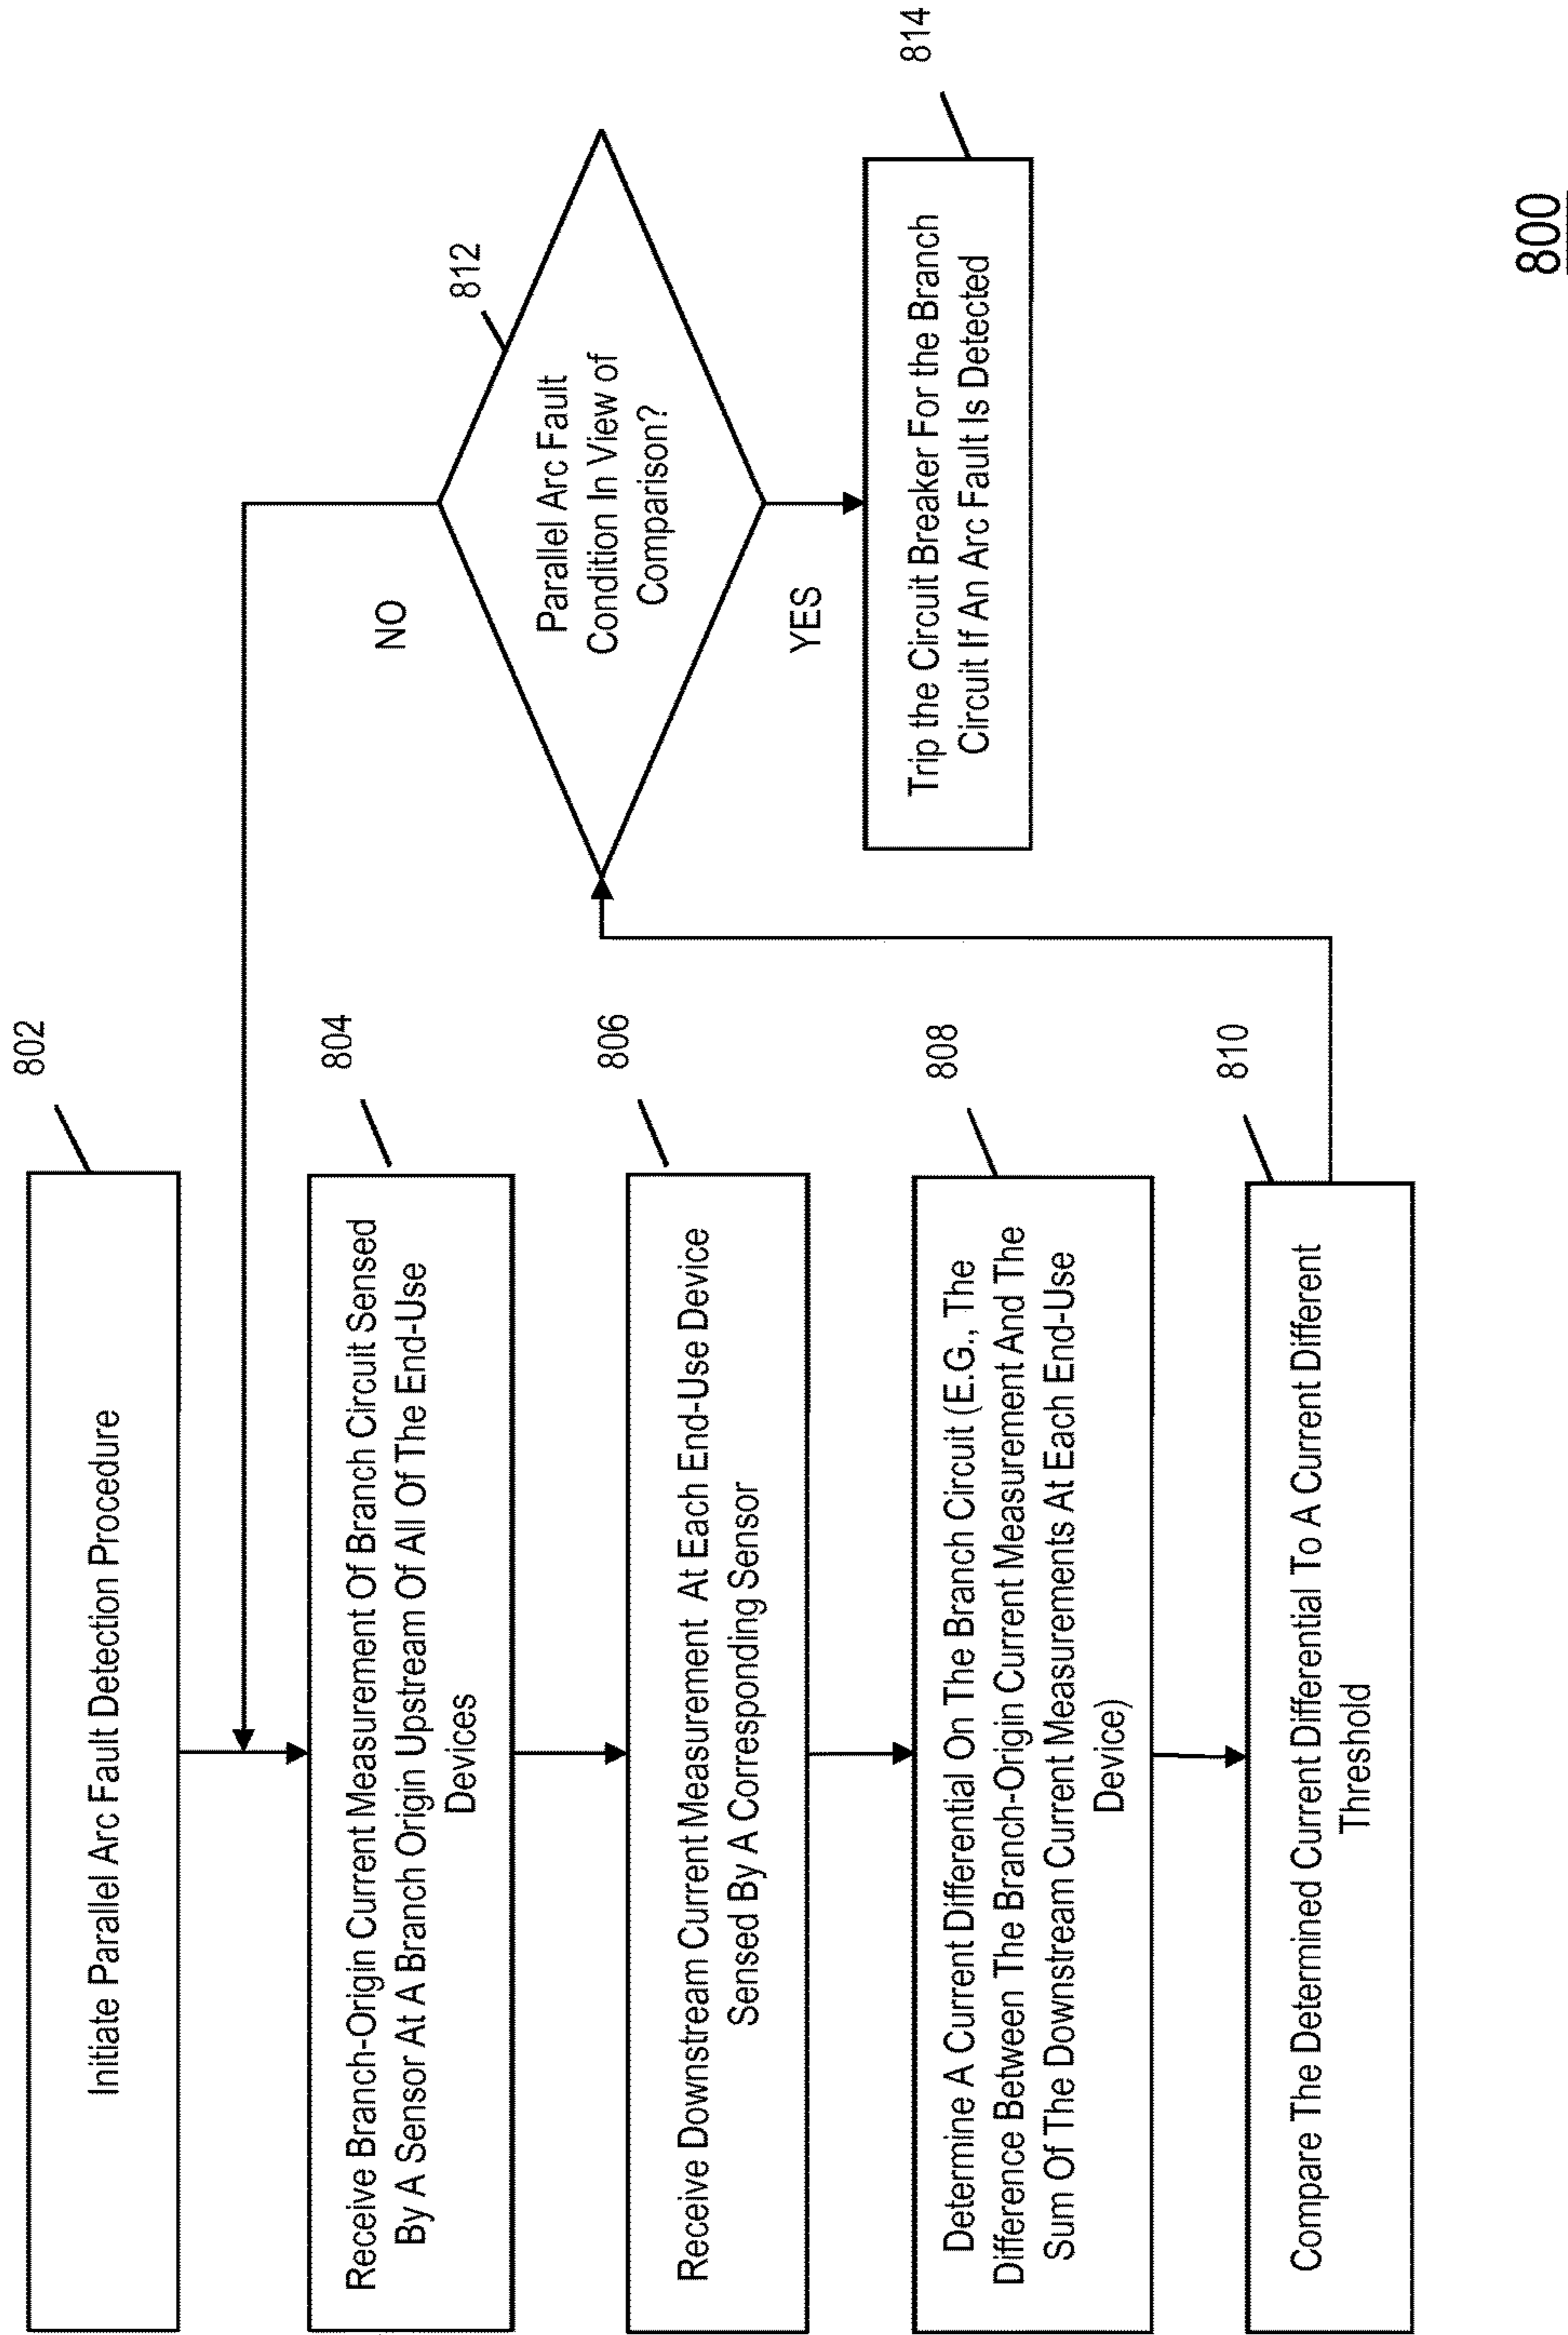 802
Initiate Parallel Arc Fault Detection Procedure
804
Receive Branch-Origin Current Measurement Of Branch Circuit Sensed
By A Sensor At A Branch Origin Upstream Of All Of The End-Use
Devices
806
Receive Downstream Current Measurement At Each End-Use Device
Sensed By A Corresponding Sensor
808
Determine A Current Differential On The Branch Circuit (E.G., The
Difference Between The Branch-Origin Current Measurement And The
Sum Of The Downstream Current Measurements At Each End-Use
Device)
810
Compare The Determined Current Differential To A Current Different
Threshold
812
Parallel Arc Fault
Condition In View of
Comparison?
NO
YES
814
Trip the Circuit Breaker For the Branch
Circuit If An Arc Fault Is Detected
800